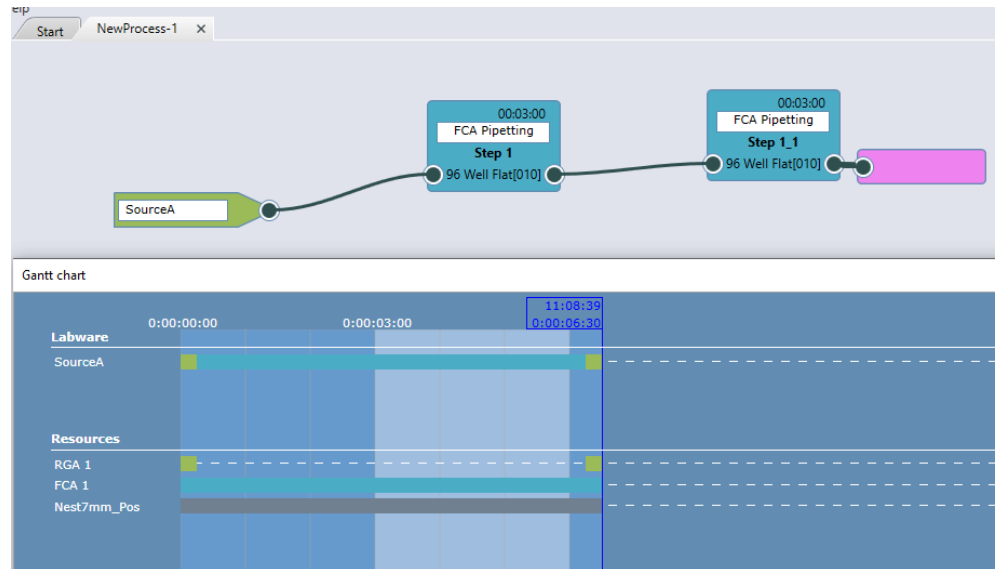 elp
Start NewProcess-1 X
00:03:00
FCA Pipetting
Step 1
96 Well Flat[010]
00:03:00
FCA Pipetting
Step 1_1
96 Well Flat[010]
SourceA
Gantt chart
11:08:39
0:00:00:00 0:00:03:00 0:00:06:30
Labware
SourceA
Resources
RGA 1
FCA 1
Nest7mm_Pos